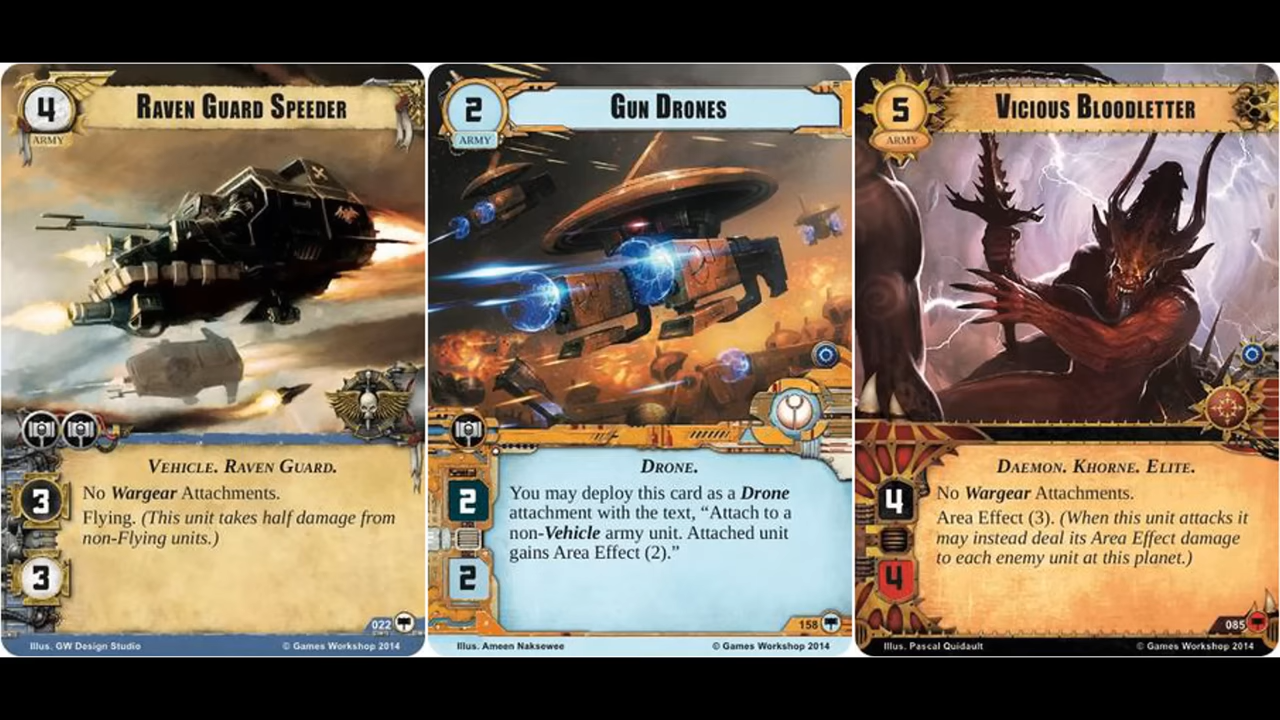 4
ARMY
RAVEN GUARD SPEEDER
VEHICLE. RAVEN GUARD.
3
No Wargear Attachments.
Flying. (This unit takes half damage from
non-Flying units.)
3
022
Illus. GW Design Studio
© Games Workshop 2014
2
ARMY
GUN DRONES
DRONE.
2
You may deploy this card as a Drone
attachment with the text, “Attach to a
non-Vehicle army unit. Attached unit
gains Area Effect (2).”
2
158
Illus. Ameen Naksewee
© Games Workshop 2014
5
ARMY
VICIOUS BLOODLETTER
DAEMON. KHORNE. ELITE.
4
No Wargear Attachments.
Area Effect (3). (When this unit attacks it
may instead deal its Area Effect damage
to each enemy unit at this planet.)
4
085
Illus. Pascal Quidault
© Games Workshop 2014